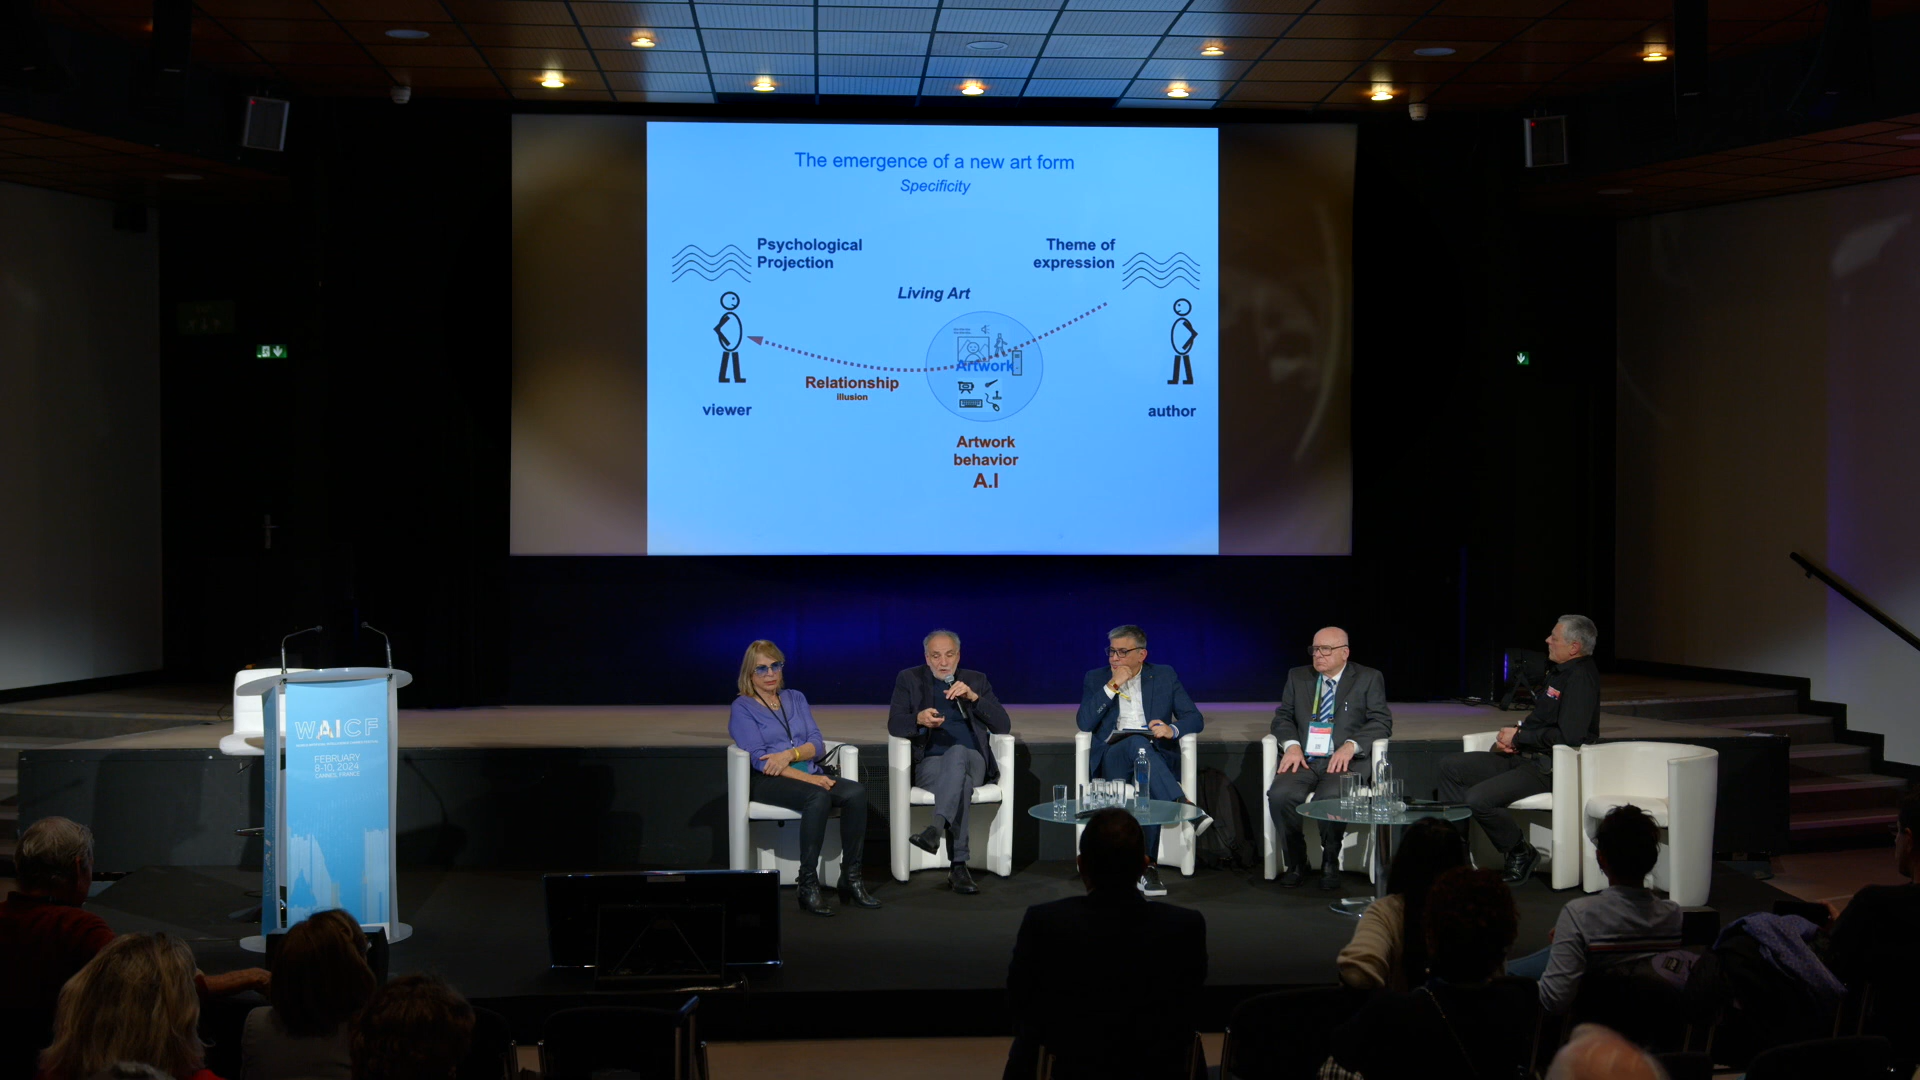 The emergence of a new art form
Specificity
Psychological
Projection
Theme of
expression
Living Art
Artwork
Relationship
illusion
viewer
author
Artwork
behavior
A.I
WAICF
FEBRUARY
8-10, 2024
CANNES, FRANCE